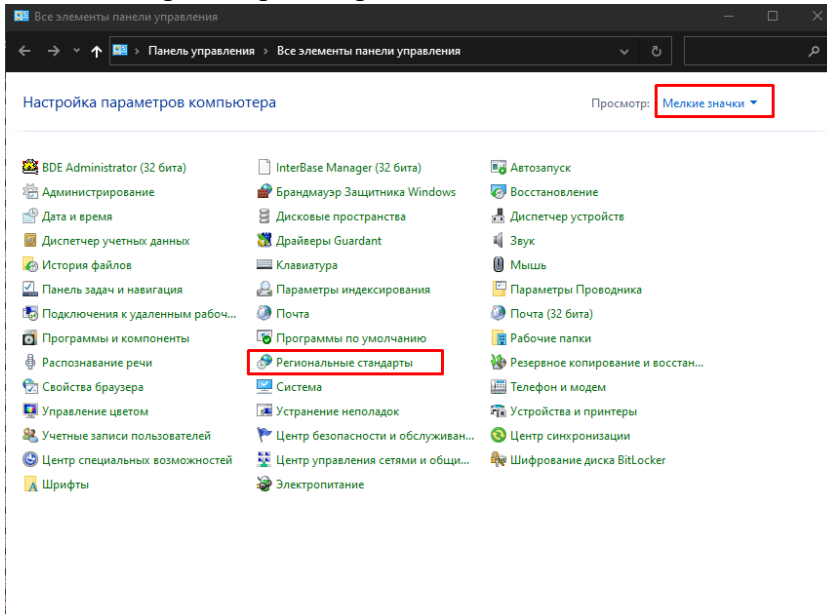 Все элементы панели управления
Панель управления > Все элементы панели управления
Настройка параметров компьютера
Просмотр: Мелкие значки
BDE Administrator (32 бита) InterBase Manager (32 бита) Автозапуск
Администрирование Брандмауэр Защитника Windows Восстановление
Дата и время Дисковые пространства Диспетчер устройств
Диспетчер учетных данных Драйверы Guardant Звук
История файлов Клавиатура Мышь
Панель задач и навигация Параметры индексирования Параметры Проводника
Подключения к удаленным рабоч... Почта Почта (32 бита)
Программы и компоненты Программы по умолчанию Рабочие папки
Распознавание речи Региональные стандарты Резервное копирование и восстан...
Свойства браузера Система Телефон и модем
Управление цветом Устранение неполадок Устройства и принтеры
Учетные записи пользователей Центр безопасности и обслуживан... Центр синхронизации
Центр специальных возможностей Центр управления сетями и общи... Шифрование диска BitLocker
Шрифты Электропитание